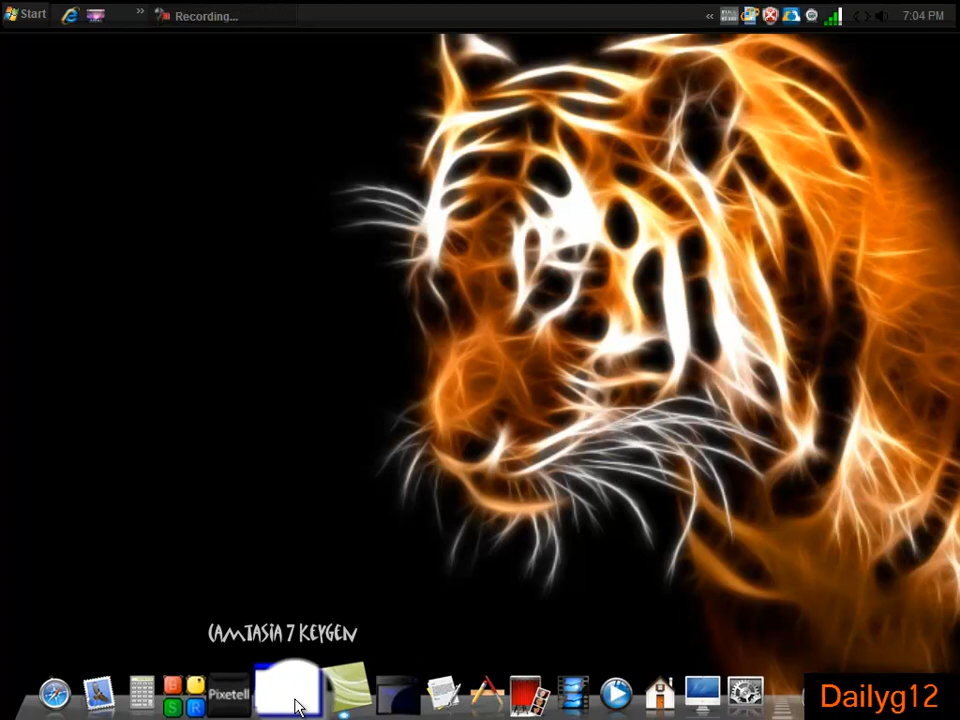 Start
Recording...
7:04 PM
CAMTASIA 7 KEYGEN
B
S R
Pixetell
Dailyg12